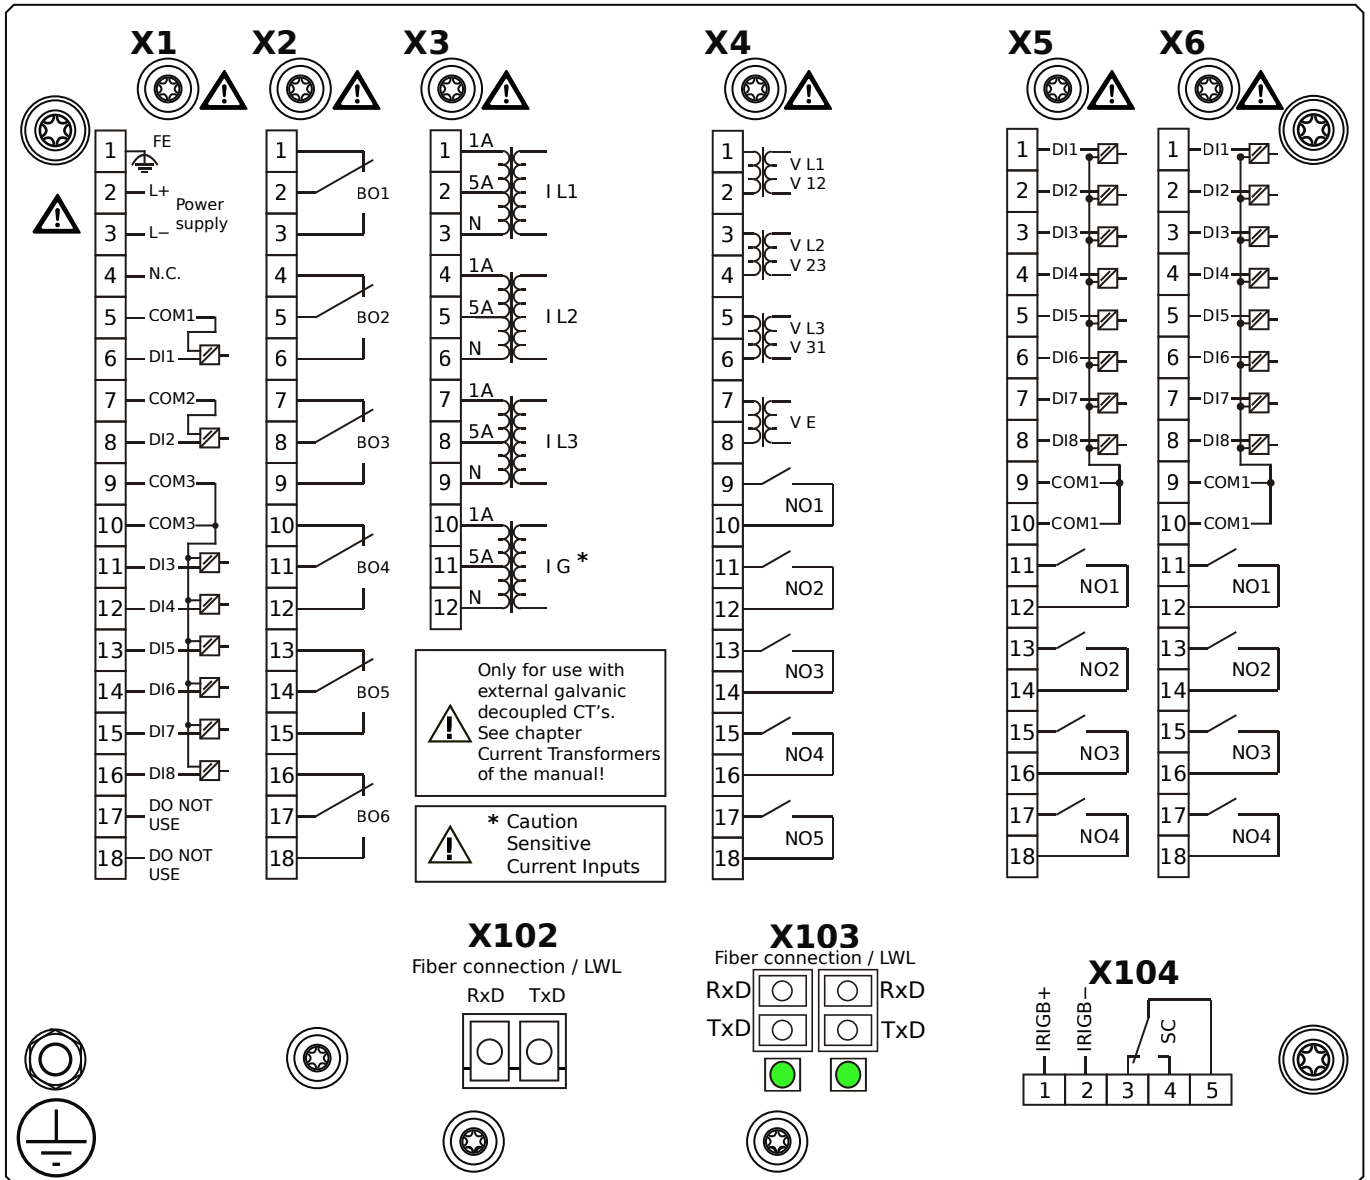 X1 X2 X3 X4 X5 X6
1 FE
2 L+
Power
supply
3 L−
4 N.C.
5 COM1
6 DI1
7 COM2
8 DI2
9 COM3
10 COM3
11 DI3
12 DI4
13 DI5
14 DI6
15 DI7
16 DI8
17 DO NOT
USE
18 DO NOT
USE
1
2 BO1
3
4
5 BO2
6
7
8 BO3
9
10
11 BO4
12
13
14 BO5
15
16
17 BO6
18
1 1A
2 5A I L1
3 N
4 1A
5 5A I L2
6 N
7 1A
8 5A I L3
9 N
10 1A
11 5A I G *
12 N
Only for use with
external galvanic
decoupled CT's.
See chapter
Current Transformers
of the manual!
* Caution
Sensitive
Current Inputs
1 V L1
2 V 12
3 V L2
4 V 23
5 V L3
6 V 31
7
V E
8
9
NO1
10
11
NO2
12
13
NO3
14
15
NO4
16
17
NO5
18
1 DI1
2 DI2
3 DI3
4 DI4
5 DI5
6 DI6
7 DI7
8 DI8
9 COM1
10 COM1
11
NO1
12
13
NO2
14
15
NO3
16
17
NO4
18
1 DI1
2 DI2
3 DI3
4 DI4
5 DI5
6 DI6
7 DI7
8 DI8
9 COM1
10 COM1
11
NO1
12
13
NO2
14
15
NO3
16
17
NO4
18
X102
Fiber connection / LWL
RxD TxD
X103
Fiber connection / LWL
RxD RxD
TxD TxD
X104
IRIGB+ IRIGB− SC
1 2 3 4 5